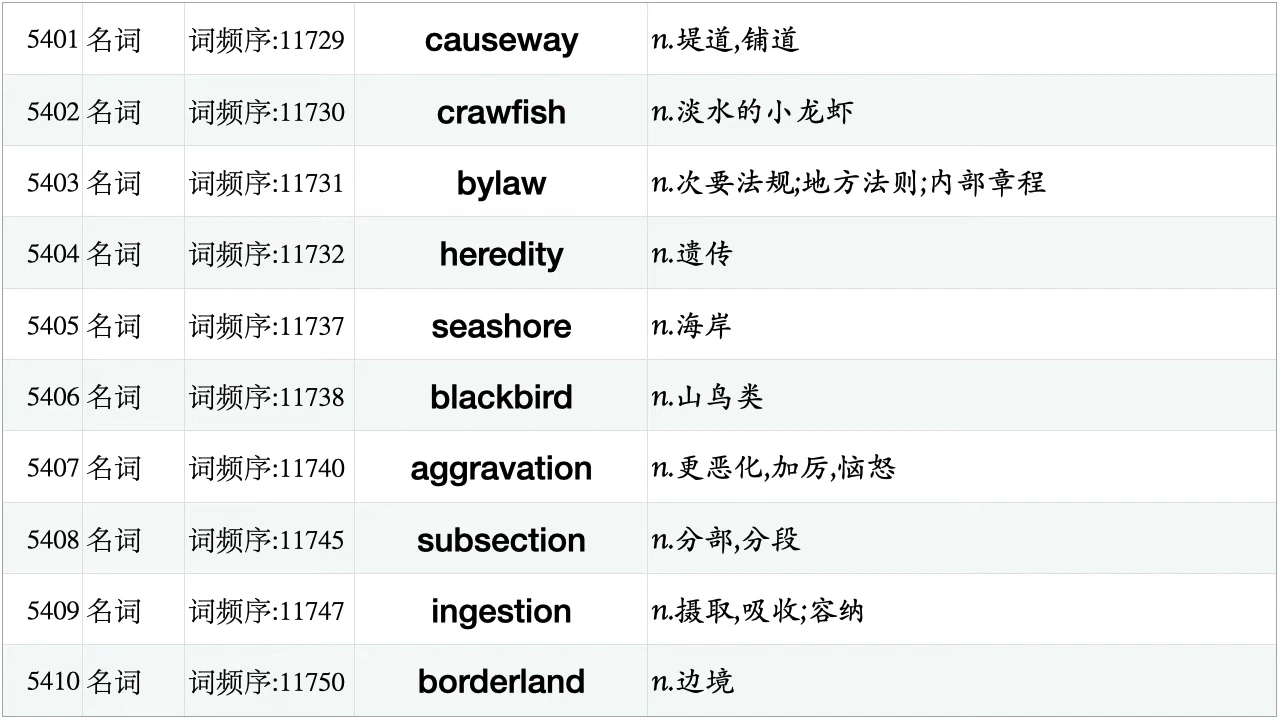 5401 名词 词频序:11729 causeway n.堤道,铺道
5402 名词 词频序:11730 crawfish n.淡水的小龙虾
5403 名词 词频序:11731 bylaw n.次要法规;地方法则;内部章程
5404 名词 词频序:11732 heredity n.遗传
5405 名词 词频序:11737 seashore n.海岸
5406 名词 词频序:11738 blackbird n.山鸟类
5407 名词 词频序:11740 aggravation n.更恶化,加厉,恼怒
5408 名词 词频序:11745 subsection n.分部,分段
5409 名词 词频序:11747 ingestion n.摄取,吸收;容纳
5410 名词 词频序:11750 borderland n.边境